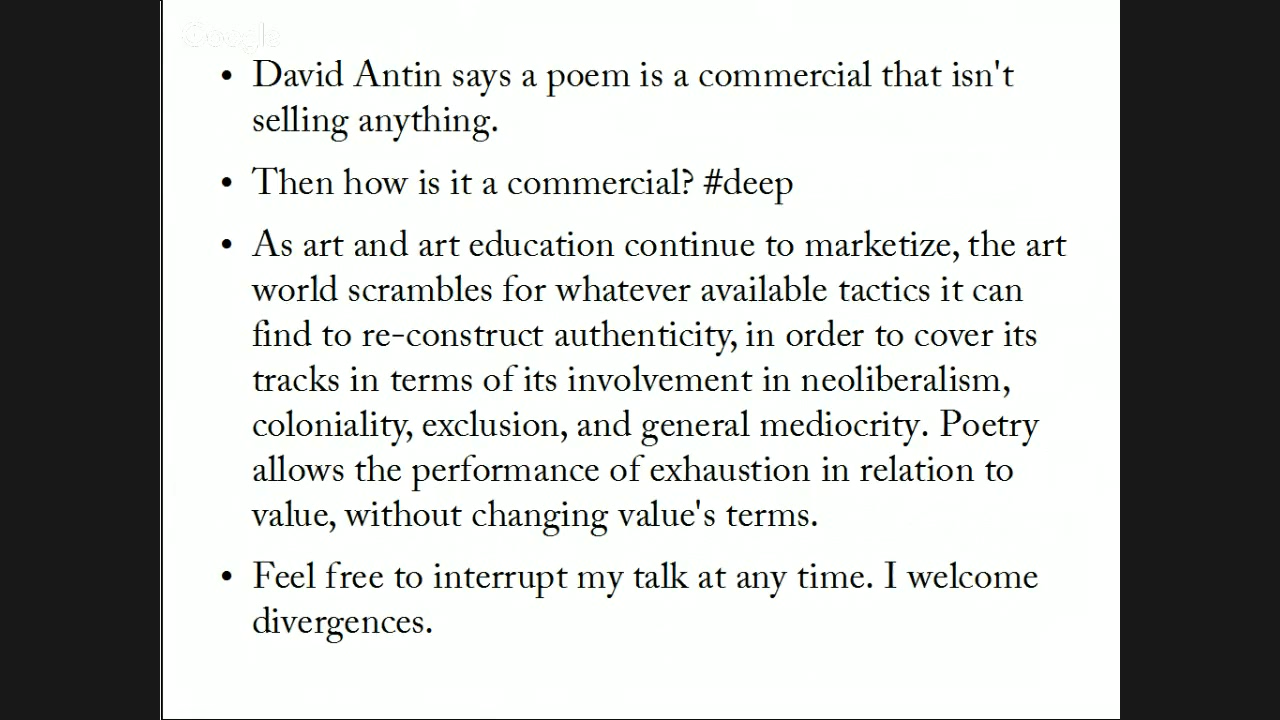 Google
• David Antin says a poem is a commercial that isn't
selling anything.
• Then how is it a commercial? #deep
• As art and art education continue to marketize, the art
world scrambles for whatever available tactics it can
find to re-construct authenticity, in order to cover its
tracks in terms of its involvement in neoliberalism,
coloniality, exclusion, and general mediocrity. Poetry
allows the performance of exhaustion in relation to
value, without changing value's terms.
• Feel free to interrupt my talk at any time. I welcome
divergences.